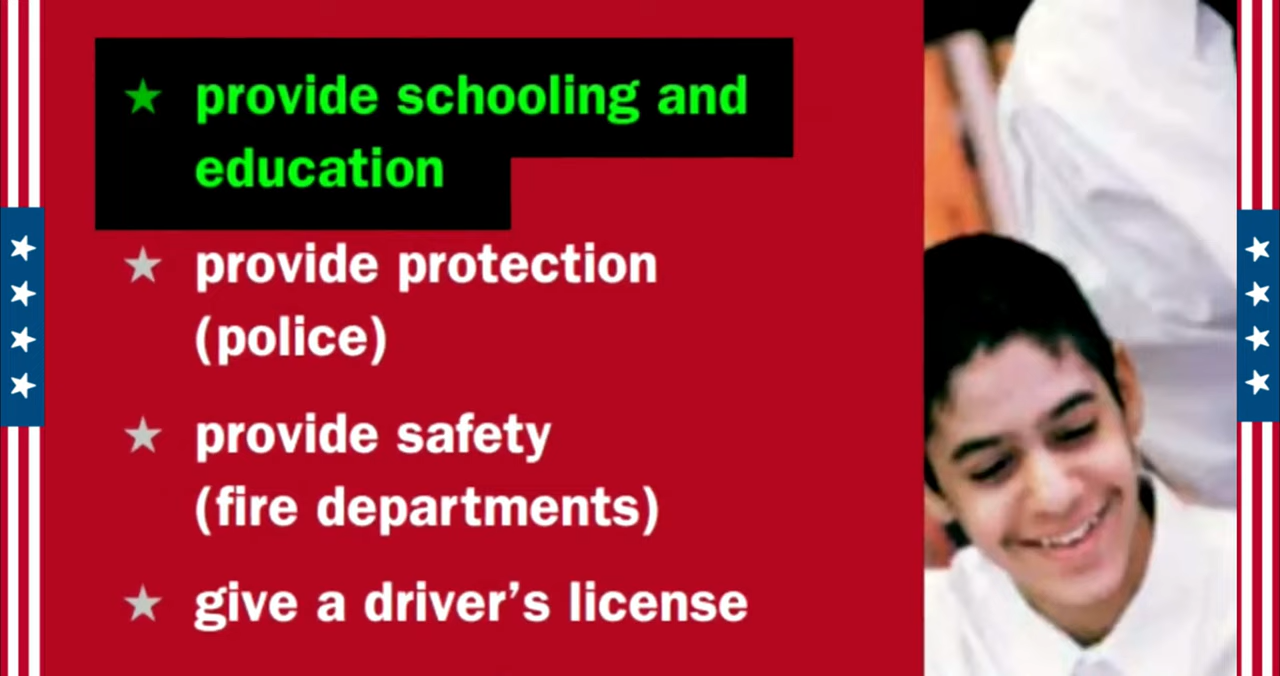 provide schooling and
education
provide protection
(police)
provide safety
(fire departments)
give a driver’s license